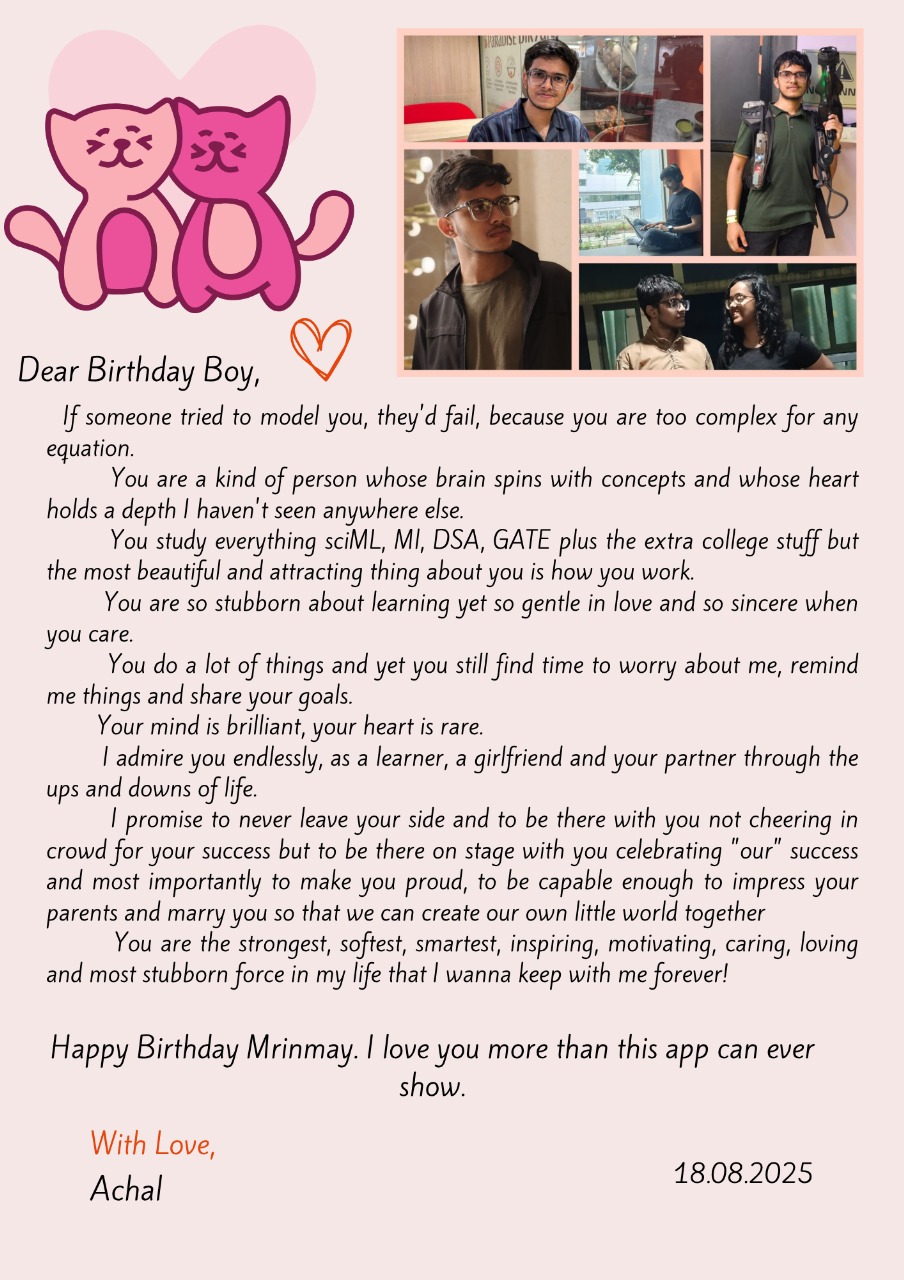 Dear Birthday Boy,
If someone tried to model you, they'd fail, because you are too complex for any
equation.
You are a kind of person whose brain spins with concepts and whose heart
holds a depth I haven't seen anywhere else.
You study everything sciML, Ml, DSA, GATE plus the extra college stuff but
the most beautiful and attracting thing about you is how you work.
You are so stubborn about learning yet so gentle in love and so sincere when
you care.
You do a lot of things and yet you still find time to worry about me, remind
me things and share your goals.
Your mind is brilliant, your heart is rare.
I admire you endlessly, as a learner, a girlfriend and your partner through the
ups and downs of life.
I promise to never leave your side and to be there with you not cheering in
crowd for your success but to be there on stage with you celebrating "our" success
and most importantly to make you proud, to be capable enough to impress your
parents and marry you so that we can create our own little world together
You are the strongest, softest, smartest, inspiring, motivating, caring, loving
and most stubborn force in my life that I wanna keep with me forever!
Happy Birthday Mrinmay. I love you more than this app can ever
show.
With Love,
Achal
18.08.2025